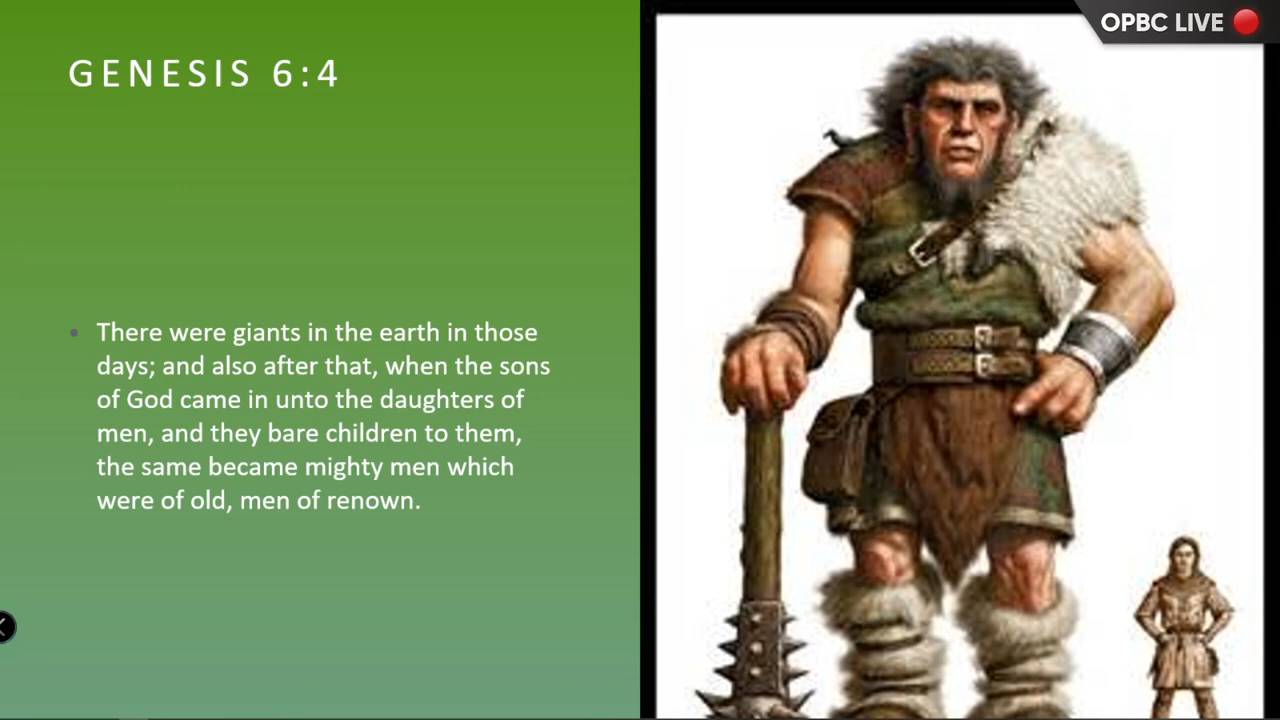 OPBC LIVE
GENESIS 6:4
There were giants in the earth in those
days; and also after that, when the sons
of God came in unto the daughters of
men, and they bare children to them,
the same became mighty men which
were of old, men of renown.